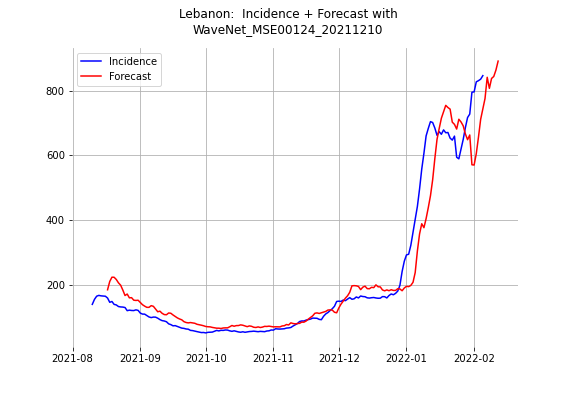 Lebanon:  Incidence + Forecast with
WaveNet_MSE00124_20211210
Incidence
Forecast
800
600
400
200
2021-08 2021-09 2021-10 2021-11 2021-12 2022-01 2022-02